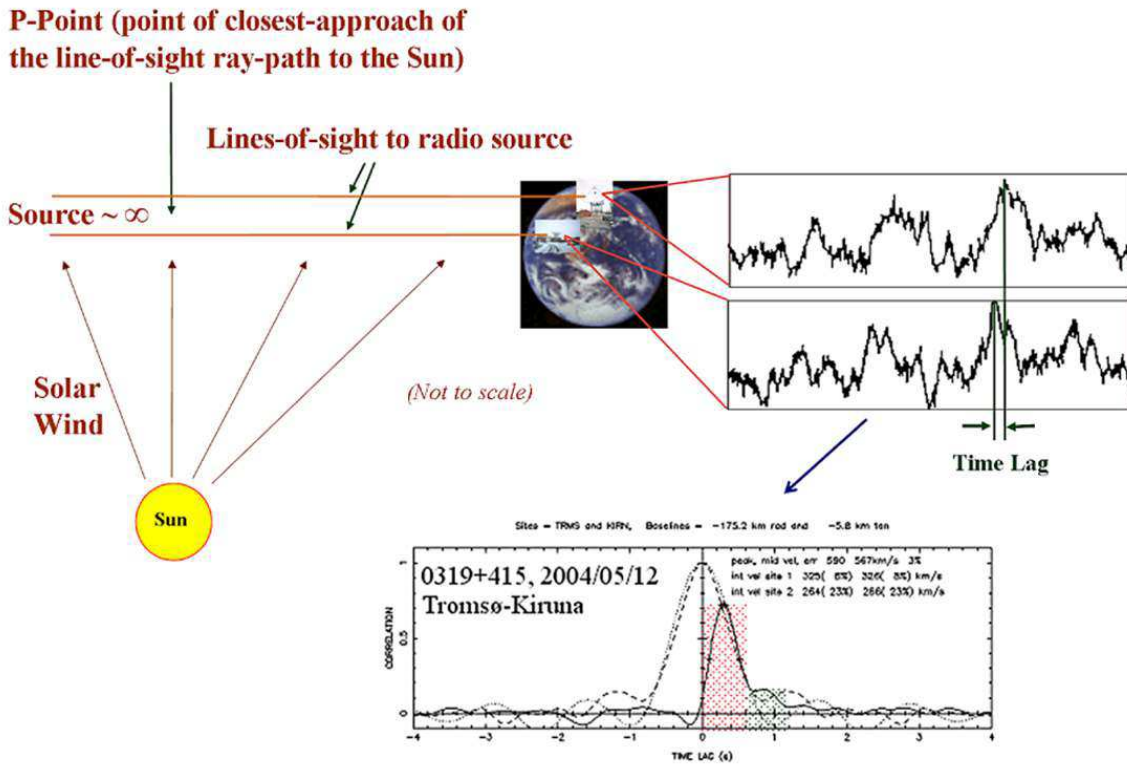 P-Point (point of closest-approach of
the line-of-sight ray-path to the Sun)
Lines-of-sight to radio source
Source ~ ∞
Solar
Wind
(Not to scale)
Sun
Time Lag
Sites - TRMS and KIRN, Baselines = -175.2 km rad and -5.8 km tan
0319+415, 2004/05/12
Tromsø-Kiruna
peak, mid vel, err 590 567km/s 3%
int vel site 1 325( 8%) 326( 8%) km/s
int vel site 2 264(23%) 266(23%) km/s
CORRELATION
0 0.5 1
-4 -3 -2 -1 0 1 2 3 4
TIME LAG (s)